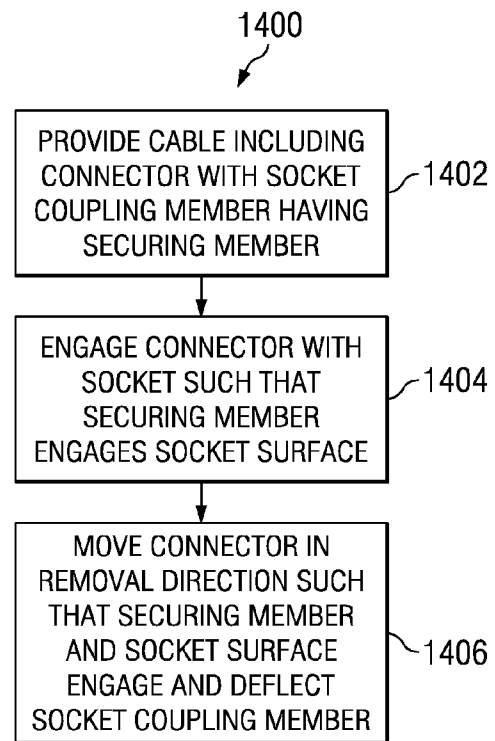 1400
PROVIDE CABLE INCLUDING
CONNECTOR WITH SOCKET
COUPLING MEMBER HAVING
SECURING MEMBER
1402
ENGAGE CONNECTOR WITH
SOCKET SUCH THAT
SECURING MEMBER
ENGAGES SOCKET SURFACE
1404
MOVE CONNECTOR IN
REMOVAL DIRECTION SUCH
THAT SECURING MEMBER
AND SOCKET SURFACE
ENGAGE AND DEFLECT
SOCKET COUPLING MEMBER
1406